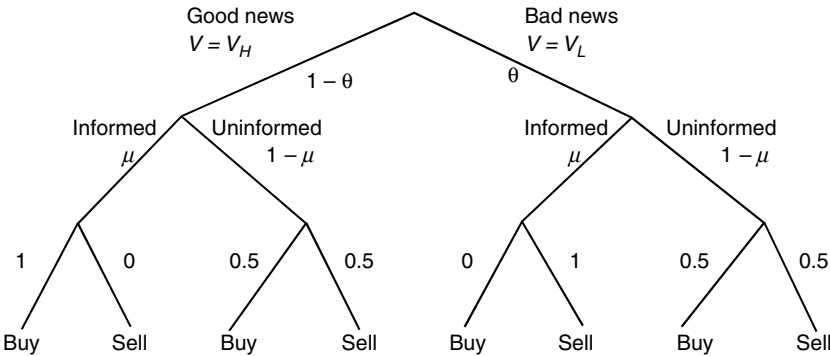 Good news Bad news
V = V_H V = V_L
1 − θ θ
Informed Uninformed Informed Uninformed
μ 1 − μ μ 1 − μ
1 0 0.5 0.5 0 1 0.5 0.5
Buy Sell Buy Sell Buy Sell Buy Sell